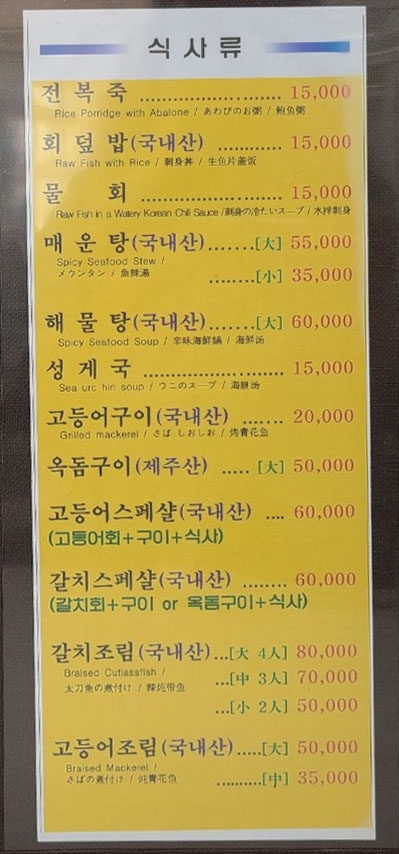 식사류
전복죽 ........................ 15,000
Rice Porridge with Abalone / あわびのお粥 / 鲍鱼粥
회덮밥(국내산) ............. 15,000
Raw Fish with Rice / 刺身丼 / 生鱼片盖饭
물 회 ........................ 15,000
Raw Fish in a Watery Korean Chili Sauce /刺身の冷たいスープ / 水拌刺身
매운탕(국내산).......[大] 55,000
Spicy Seafood Stew /
メウンタン / 鱼辣湯
........[小] 35,000
해물탕(국내산).......[大] 60,000
Spicy Seafood Soup / 辛味海鮮鍋 / 海鲜汤
성게국 ........................ 15,000
Sea urc hin soup / ウニのスープ / 海胆汤
고등어구이(국내산) ....... 20,000
Grilled mackerel / さば しおしお / 炖青花鱼
옥돔구이(제주산) ..... [大] 50,000
고등어스페샬(국내산) .... 60,000
(고등어회+구이+식사)
갈치스페샬(국내산) ........ 60,000
(갈치회+구이 or 옥돔구이+식사)
갈치조림(국내산) ...[大 4人] 80,000
Braised Cutlassfish /
太刀魚の煮付け / 辣炖带鱼
...[中 3人] 70,000
...[小 2人] 50,000
고등어조림(국내산).....[大] 50,000
Braised Mackerel /
さばの煮付け / 炖青花鱼
..........[中] 35,000